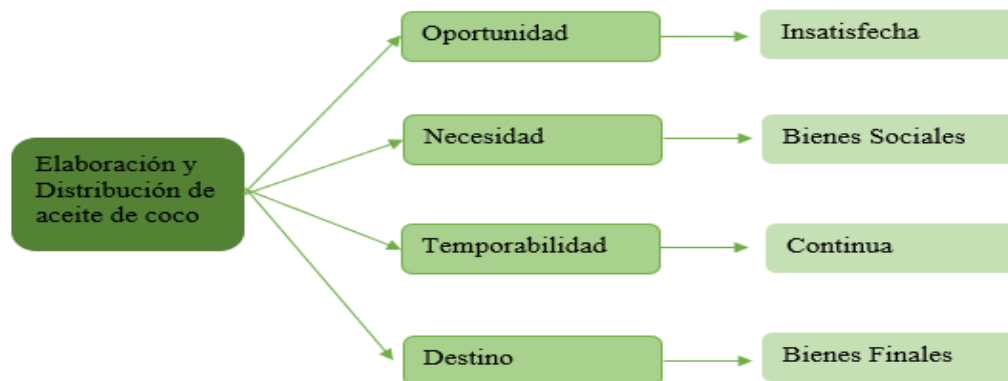 Elaboración y
Distribución de
aceite de coco
Oportunidad
Insatisfecha
Necesidad
Bienes Sociales
Temporabilidad
Continua
Destino
Bienes Finales